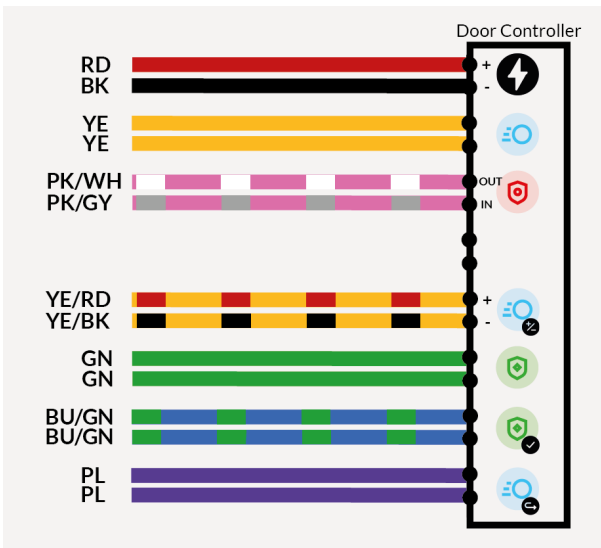 Door Controller
RD +
BK -
YE
YE
PK/WH OUT
PK/GY IN
YE/RD +
YE/BK -
GN
GN
BU/GN
BU/GN
PL
PL